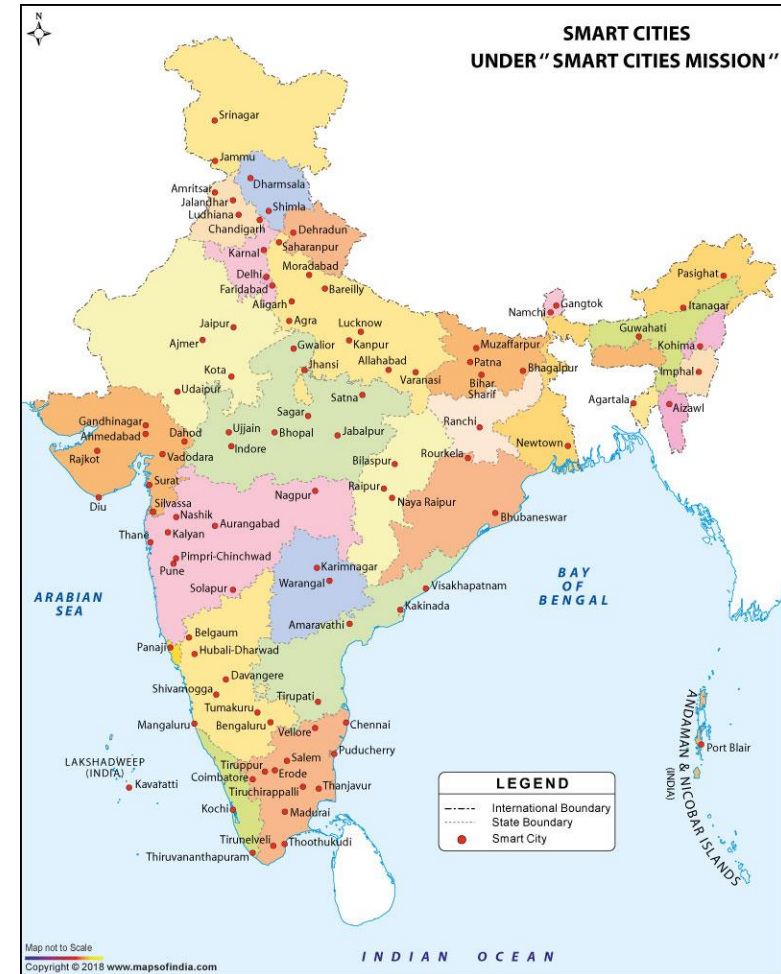 N
SMART CITIES
UNDER "SMART CITIES MISSION"
Srinagar
Jammu
Dharmsala
Amritsar
Jalandhar
Shimla
Ludhiana
Chandigarh
Dehradun
Saharanpur
Karnal
Moradabad
Delhi
Faridabad
Bareilly
Aligarh
Pasighat
Gangtok
Namchi
Itanagar
Jaipur
Agra
Lucknow
Guwahati
Ajmer
Gwalior
Kanpur
Muzaffarpur
Kohima
Patna
Kota
Jhansi
Allahabad
Varanasi
Bhagalpur
Imphal
Bihar
Sharif
Udaipur
Satna
Agartala
Aizawl
Sagar
Ranchi
Gandhinagar
Ahmedabad
Dahod
Ujjain
Bhopal
Jabalpur
Newtown
Indore
Rourkela
Rajkot
Vadodara
Bilaspur
Surat
Nagpur
Raipur
Naya Raipur
Diu
Silvassa
Nashik
Bhubaneswar
Aurangabad
Thane
Kalyan
Pimpri-Chinchwad
Pune
Karimnagar
Warangal
Solapur
Visakhapatnam
ARABIAN
SEA
BAY
OF
BENGAL
Kakinada
Amaravathi
Belgaum
Panaji
Hubali-Dharwad
Davangere
Shivamogga
Tirupati
Tumakuru
Mangaluru
Bengaluru
Chennai
Vellore
ANDAMAN & NICOBAR ISLANDS
(INDIA)
Port Blair
Puducherry
LAKSHADWEEP
(INDIA)
Salem
Tiruppur
Erode
Coimbatore
Kavaratti
Tiruchirappalli
Thanjavur
Kochi
Madurai
Tirunelveli
Thoothukudi
Thiruvananthapuram
LEGEND
International Boundary
State Boundary
Smart City
Map not to Scale
Copyright © 2018 www.mapsofindia.com
INDIAN OCEAN